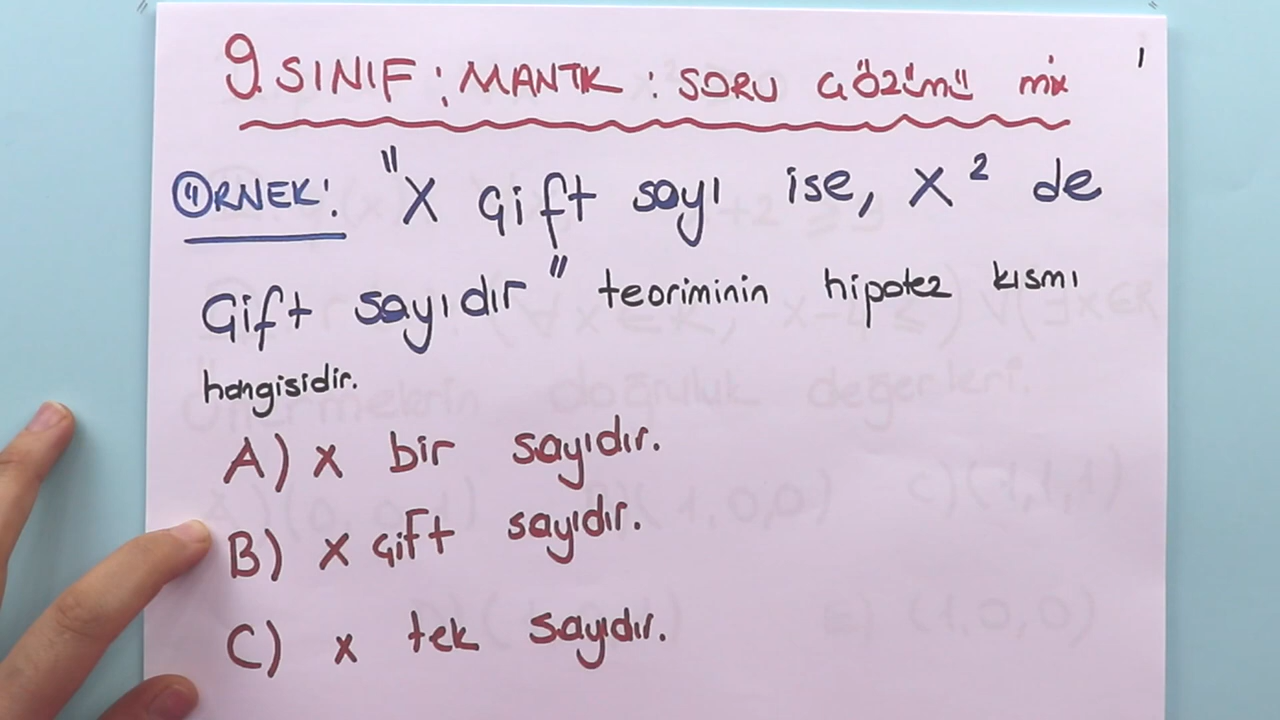 9.SINIF : MANTIK : SORU ÇÖZÜMÜ mix
1
ÖRNEK: "X çift sayı ise, X² de
Çift sayıdır" teoriminin hipotez kısmı
hangisidir.
A) x bir sayıdır.
B) x çift sayıdır.
C) x tek sayıdır.